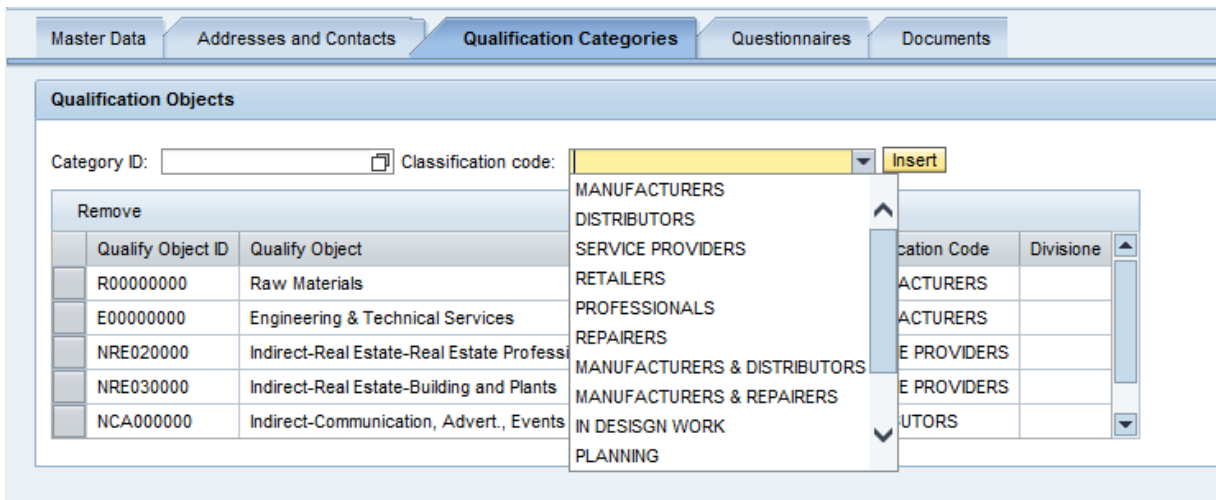 Master Data Addresses and Contacts Qualification Categories Questionnaires Documents
Qualification Objects
Category ID: Classification code: Insert
MANUFACTURERS
DISTRIBUTORS
SERVICE PROVIDERS
RETAILERS
PROFESSIONALS
REPAIRERS
MANUFACTURERS & DISTRIBUTORS
MANUFACTURERS & REPAIRERS
IN DESISGN WORK
PLANNING
Remove
Qualify Object ID Qualify Object cation Code Divisione
R00000000 Raw Materials ACTURERS
E00000000 Engineering & Technical Services ACTURERS
NRE020000 Indirect-Real Estate-Real Estate Professi E PROVIDERS
NRE030000 Indirect-Real Estate-Building and Plants E PROVIDERS
NCA000000 Indirect-Communication, Advert., Events UTORS